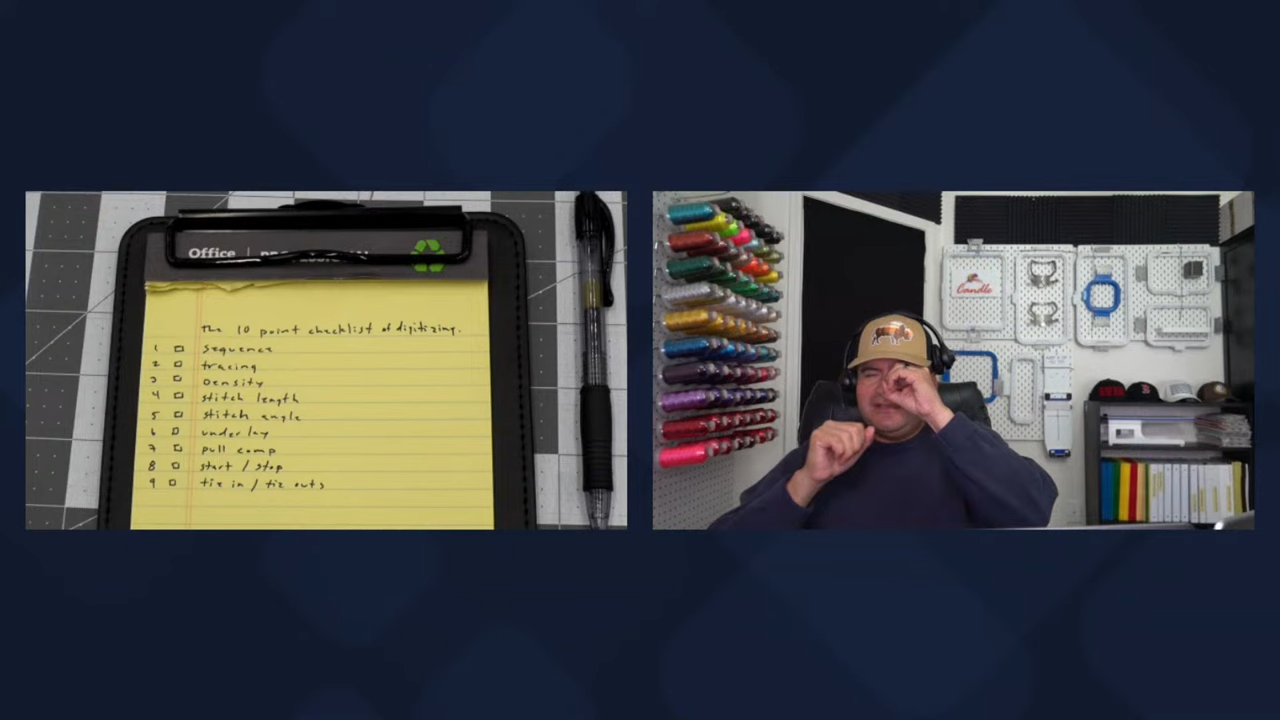 Office
the 10 point checklist of digitizing.
1 sequence
2 tracing
3 Density
4 stitch length
5 stitch angle
6 underlay
7 pull comp
8 start / stop
9 tie in / tie outs
Candle